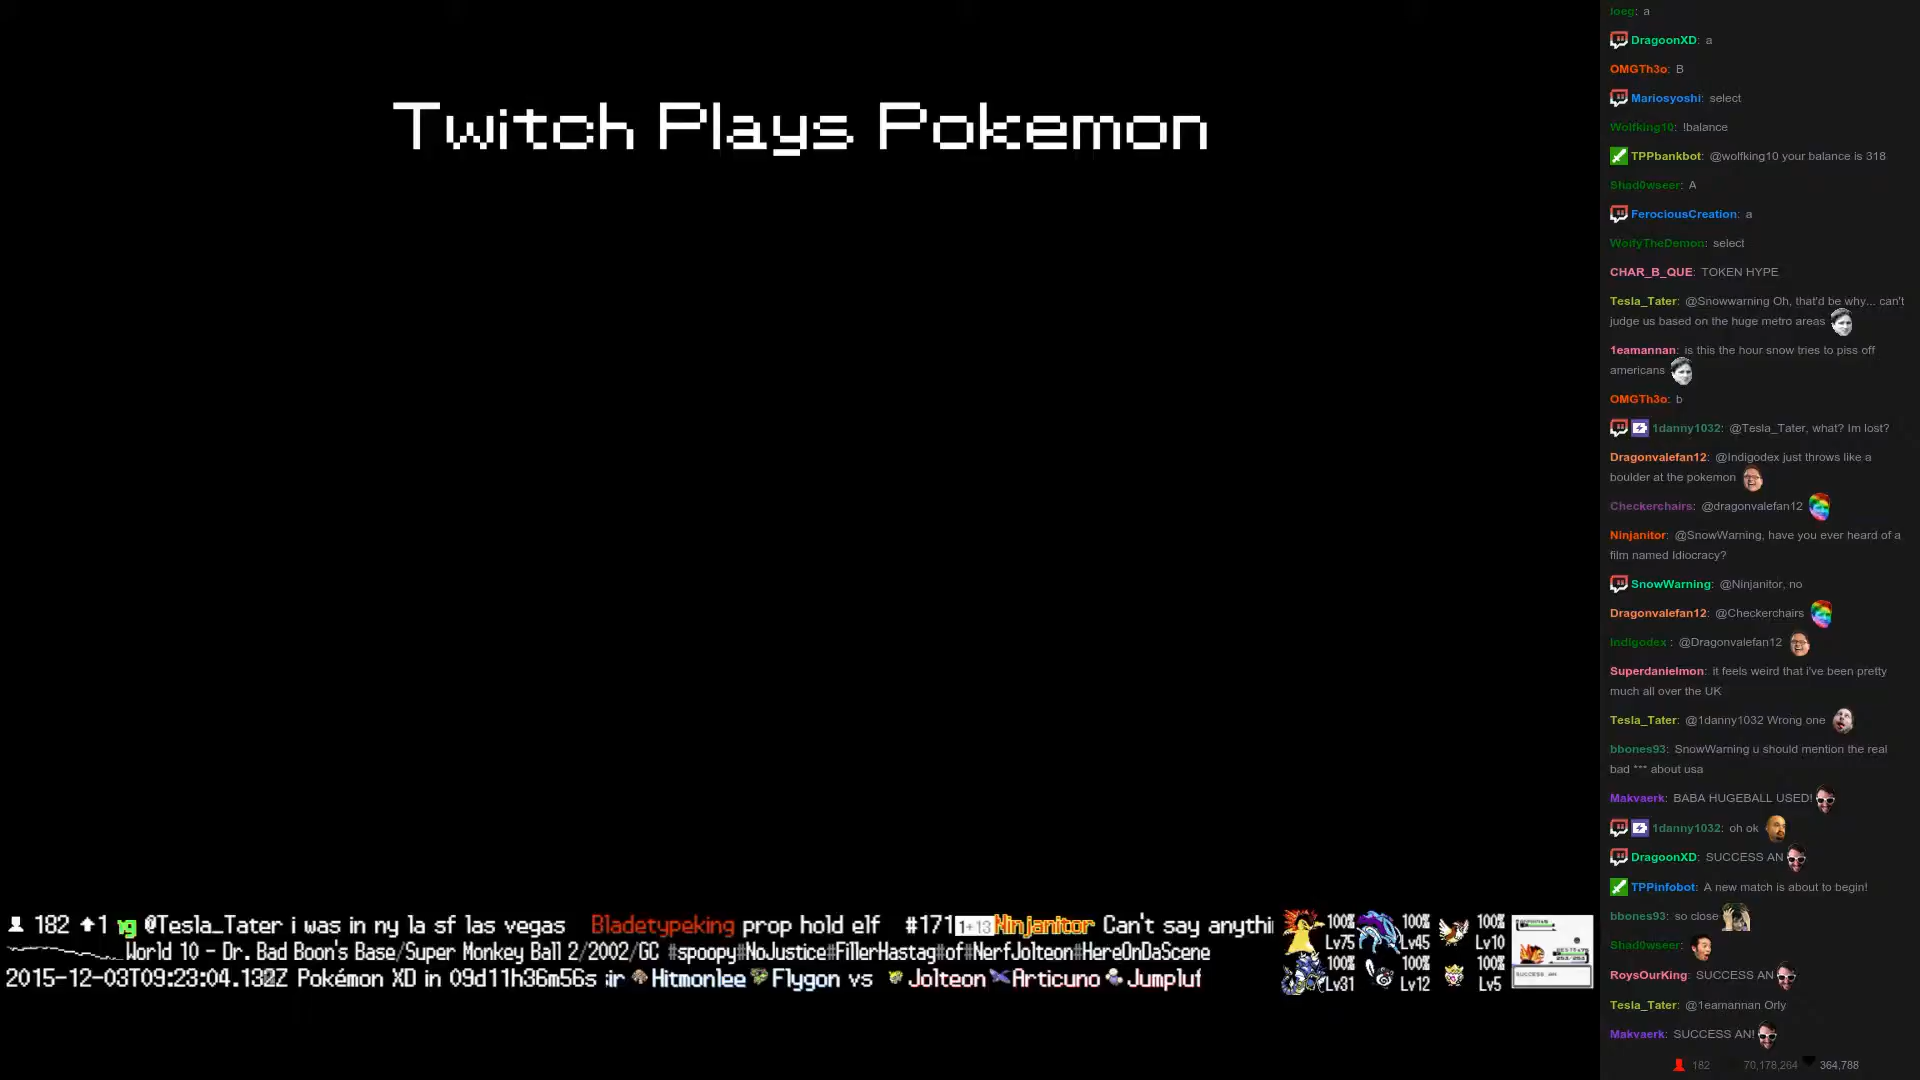 Twitch Plays Pokemon
182 1 @Tesla_Tater i was in ny la sf las vegas Bladetypeking prop hold elf #171 1+13 Ninjanitor Can't say anythi
World 10 - Dr. Bad Boon's Base/Super Monkey Ball 2/2002/GC #spoopy#NoJustice#FillerHastag#of#NerfJolteon#HereOnDaScene
Pokémon XD in 09d11h36m56s ir Hitmonlee Flygon vs Jolteon Articuno Jumpluf
100% 100% 100%
Lv75 Lv45 Lv10
100% 100% 100%
Lv31 Lv12 Lv5
Joeg: a
DragoonXD: a
OMGTh3o: B
Mariosyoshi: select
Wolfking10: !balance
TPPbankbot: @wolfking10 your balance is 318
Shad0wseer: A
FerociousCreation: a
WolfyTheDemon: select
CHAR_B_QUE: TOKEN HYPE
Tesla_Tater: @Snowwarning Oh, that'd be why... can't
judge us based on the huge metro areas
1eamannan: is this the hour snow tries to piss off
americans
OMGTh3o: b
1danny1032: @Tesla_Tater, what? Im lost?
Dragonvalefan12: @Indigodex just throws like a
boulder at the pokemon
Checkerchairs: @dragonvalefan12
Ninjanitor: @SnowWarning, have you ever heard of a
film named Idiocracy?
SnowWarning: @Ninjanitor, no
Dragonvalefan12: @Checkerchairs
Indigodex : @Dragonvalefan12
Superdanielmon: it feels weird that i've been pretty
much all over the UK
Tesla_Tater: @1danny1032 Wrong one
bbones93: SnowWarning u should mention the real
bad *** about usa
Makvaerk: BABA HUGEBALL USED!
1danny1032: oh ok
DragoonXD: SUCCESS AN
TPPinfobot: A new match is about to begin!
bbones93: so close
Shad0wseer:
RoysOurKing: SUCCESS AN
Tesla_Tater: @1eamannan Orly
Makvaerk: SUCCESS AN!
182 70,178,264 364,788